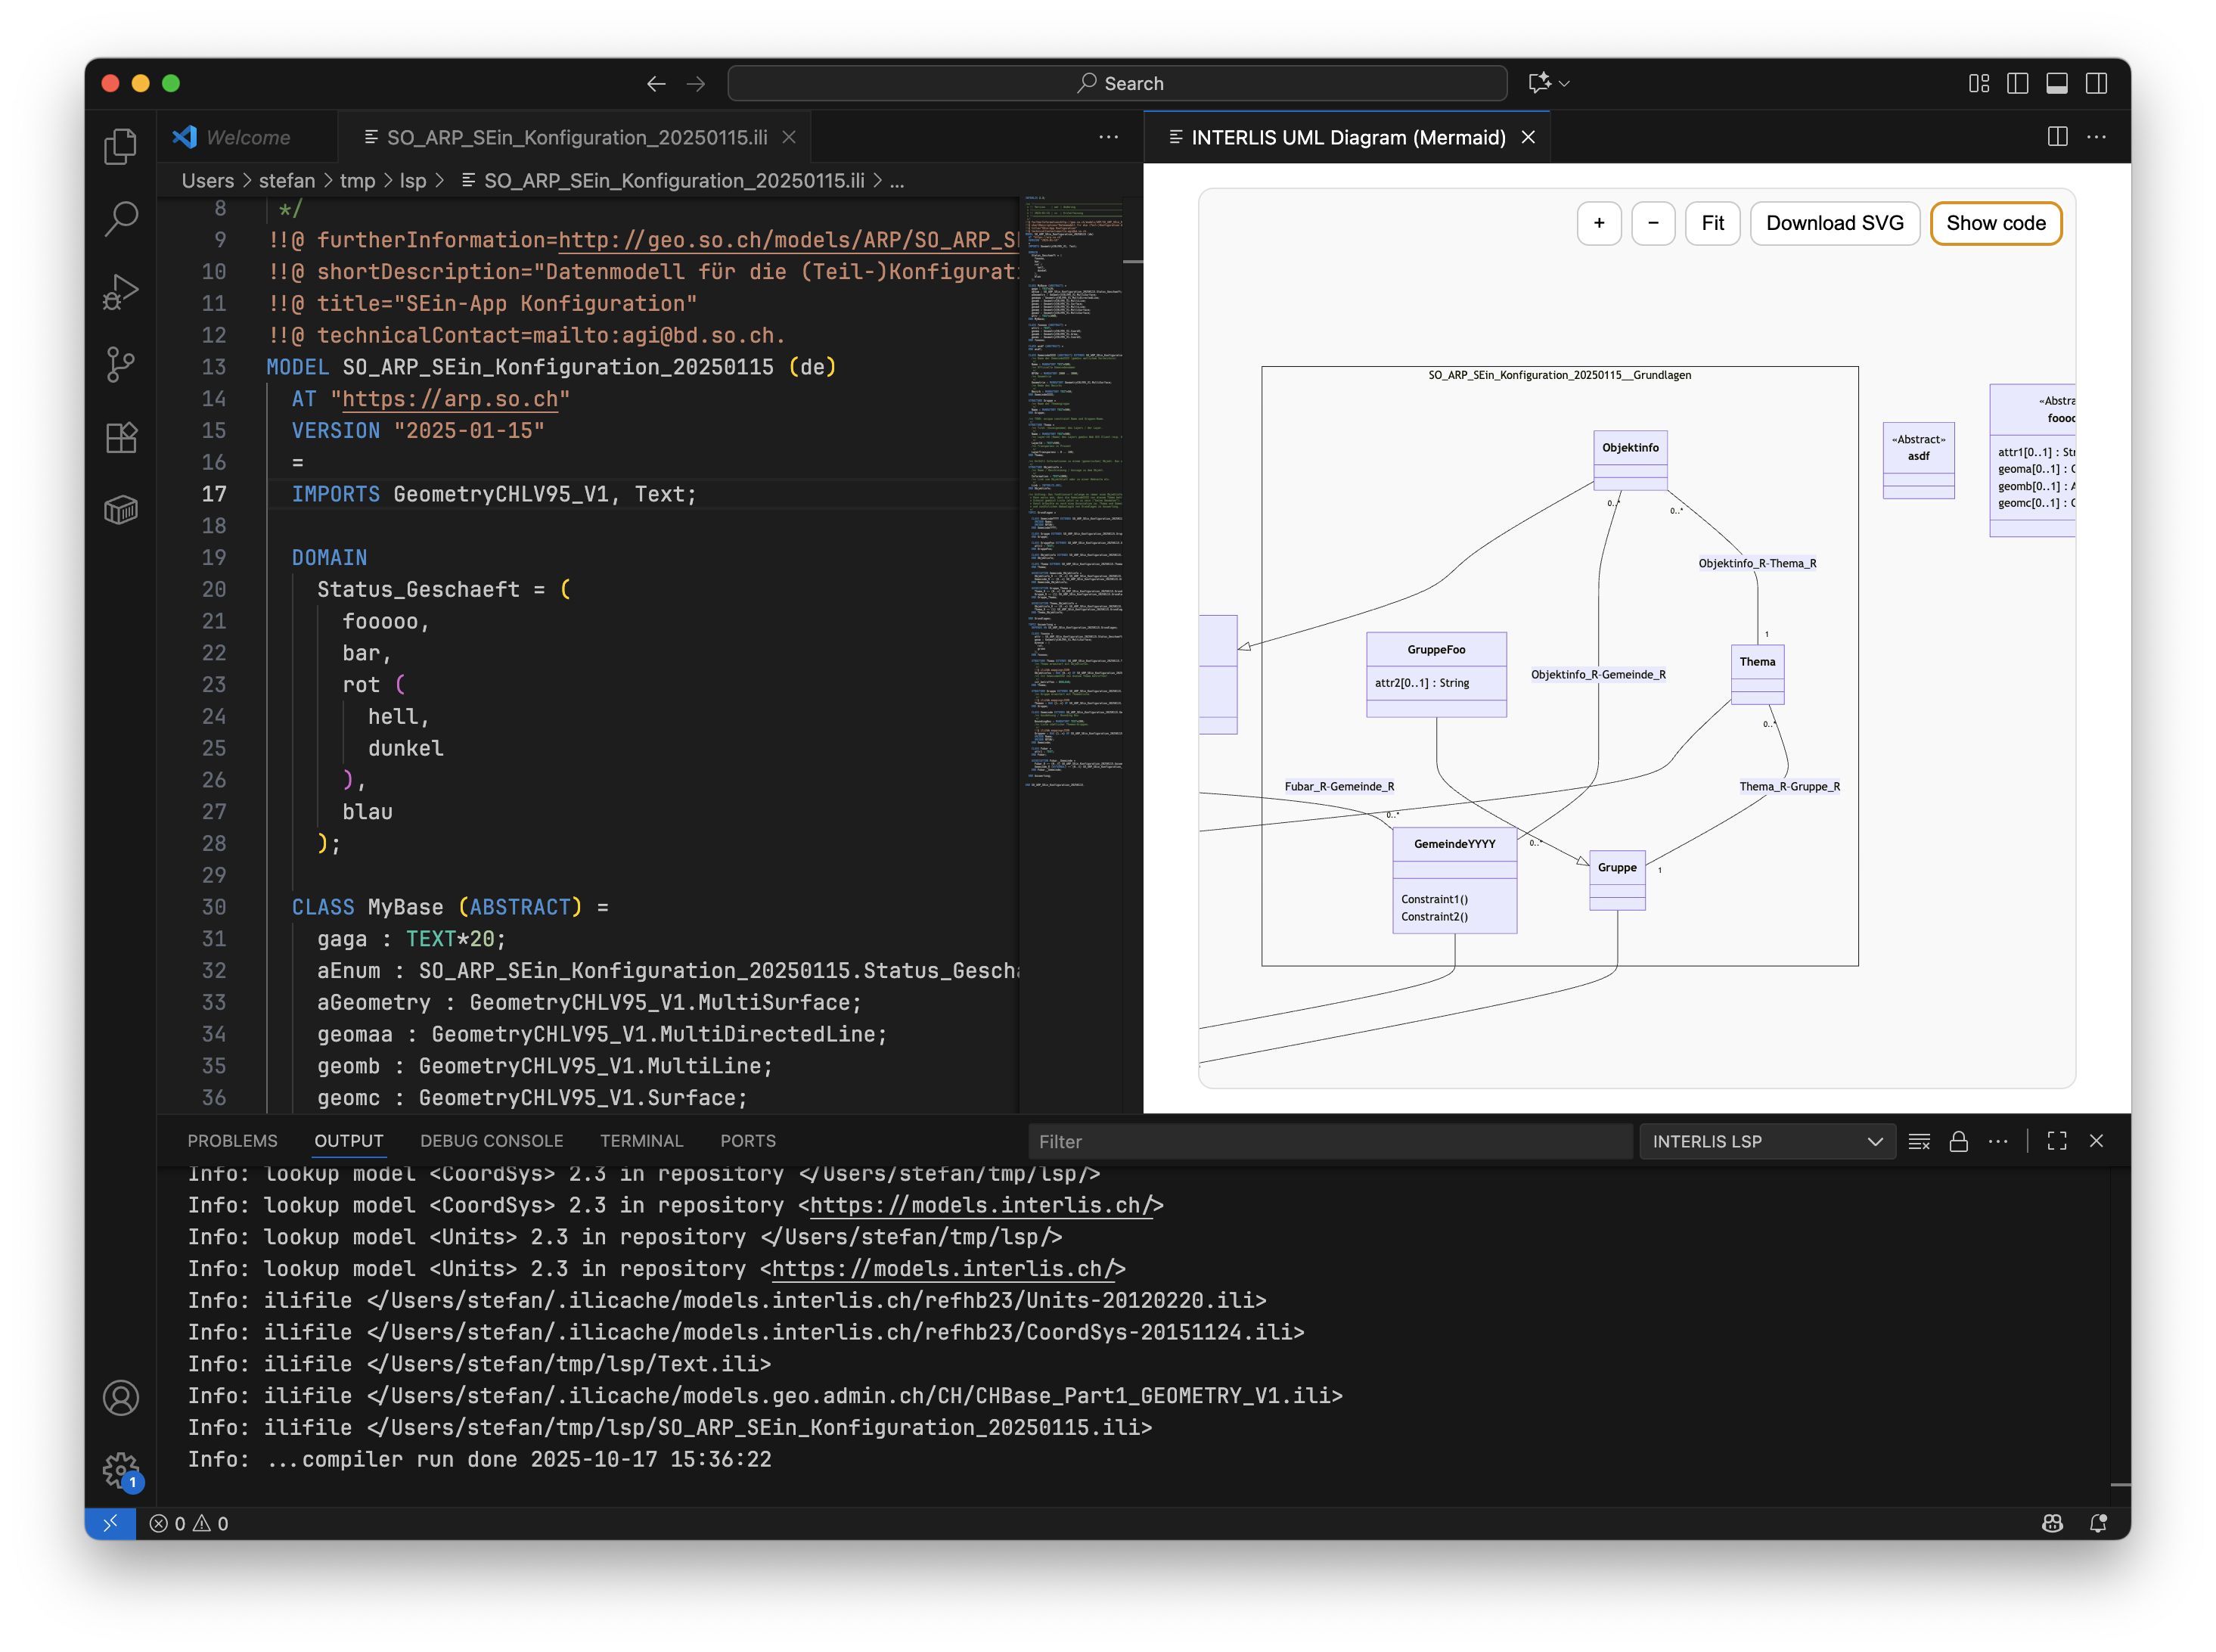 Search
Welcome
SO_ARP_SEin_Konfiguration_20250115.ili
Users > stefan > tmp > lsp > SO_ARP_SEin_Konfiguration_20250115.ili > ...
8 */
9 !!@ furtherInformation=http://geo.so.ch/models/ARP/SO_ARP_SE
10 !!@ shortDescription="Datenmodell für die (Teil-)Konfigurati
11 !!@ title="SEin-App Konfiguration"
12 !!@ technicalContact=mailto:agi@bd.so.ch.
13 MODEL SO_ARP_SEin_Konfiguration_20250115 (de)
14 AT "https://arp.so.ch"
15 VERSION "2025-01-15"
16 =
17 IMPORTS GeometryCHLV95_V1, Text;
18
19 DOMAIN
20 Status_Geschaeft = (
21 fooooo,
22 bar,
23 rot (
24 hell,
25 dunkel
26 ),
27 blau
28 );
29
30 CLASS MyBase (ABSTRACT) =
31 gaga : TEXT*20;
32 aEnum : SO_ARP_SEin_Konfiguration_20250115.Status_Gescha
33 aGeometry : GeometryCHLV95_V1.MultiSurface;
34 geomaa : GeometryCHLV95_V1.MultiDirectedLine;
35 geomb : GeometryCHLV95_V1.MultiLine;
36 geomc : GeometryCHLV95_V1.Surface;
INTERLIS UML Diagram (Mermaid)
+ − Fit Download SVG Show code
SO_ARP_SEin_Konfiguration_20250115__Grundlagen
Objektinfo
0..*
0..*
Objektinfo_R-Thema_R
1
Thema
0..*
GruppeFoo
attr2[0..1] : String
Objektinfo_R-Gemeinde_R
Fubar_R-Gemeinde_R
0..*
Thema_R-Gruppe_R
GemeindeYYYY
Constraint1()
Constraint2()
0..*
Gruppe
1
«Abstract»
asdf
«Abstra
foooo
attr1[0..1] : Str
geoma[0..1] : C
geomb[0..1] : A
geomc[0..1] : C
PROBLEMS OUTPUT DEBUG CONSOLE TERMINAL PORTS
Filter
INTERLIS LSP
Info: lookup model <CoordSys> 2.3 in repository </Users/stefan/tmp/lsp/>
Info: lookup model <CoordSys> 2.3 in repository <https://models.interlis.ch/>
Info: lookup model <Units> 2.3 in repository </Users/stefan/tmp/lsp/>
Info: lookup model <Units> 2.3 in repository <https://models.interlis.ch/>
Info: ilifile </Users/stefan/.ilicache/models.interlis.ch/refhb23/Units-20120220.ili>
Info: ilifile </Users/stefan/.ilicache/models.interlis.ch/refhb23/CoordSys-20151124.ili>
Info: ilifile </Users/stefan/tmp/lsp/Text.ili>
Info: ilifile </Users/stefan/.ilicache/models.geo.admin.ch/CH/CHBase_Part1_GEOMETRY_V1.ili>
Info: ilifile </Users/stefan/tmp/lsp/SO_ARP_SEin_Konfiguration_20250115.ili>
Info: ...compiler run done 2025-10-17 15:36:22
1
0 0